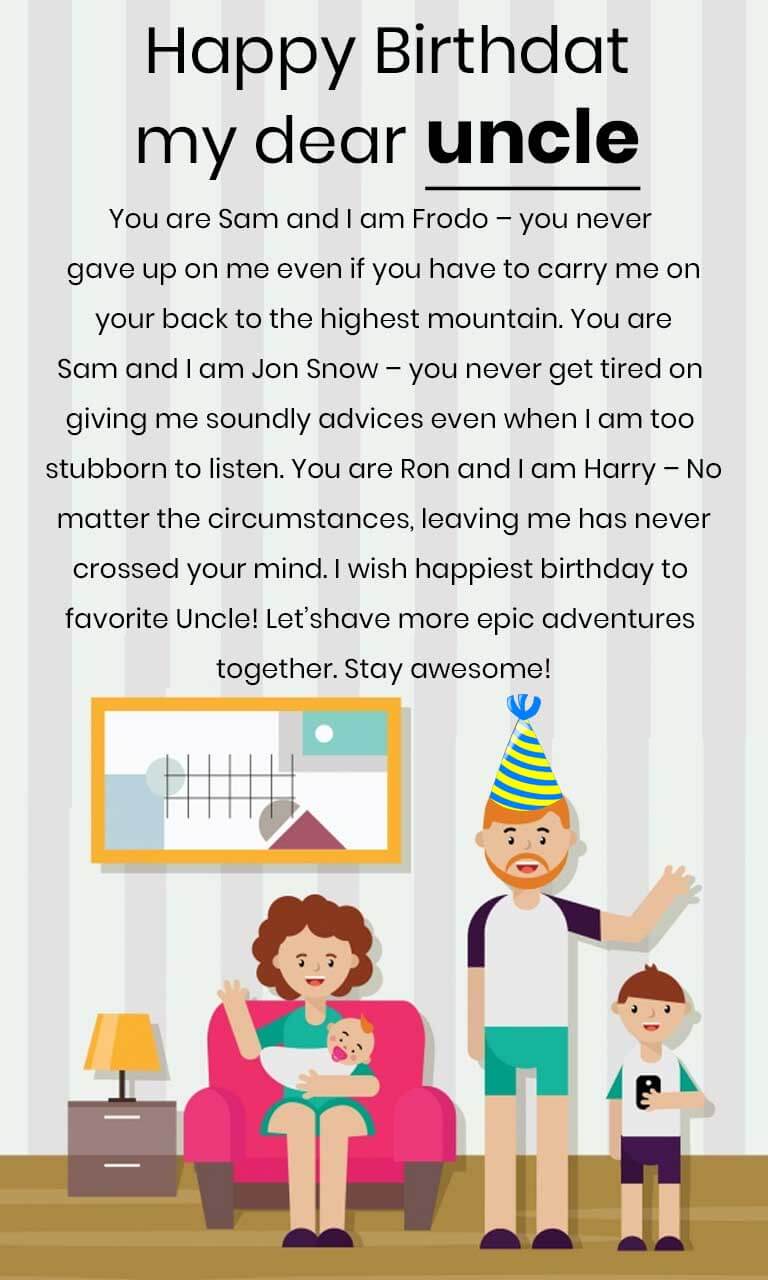 Happy Birthdat
my dear uncle
You are Sam and I am Frodo – you never
gave up on me even if you have to carry me on
your back to the highest mountain. You are
Sam and I am Jon Snow – you never get tired on
giving me soundly advices even when I am too
stubborn to listen. You are Ron and I am Harry – No
matter the circumstances, leaving me has never
crossed your mind. I wish happiest birthday to
favorite Uncle! Let’shave more epic adventures
together. Stay awesome!